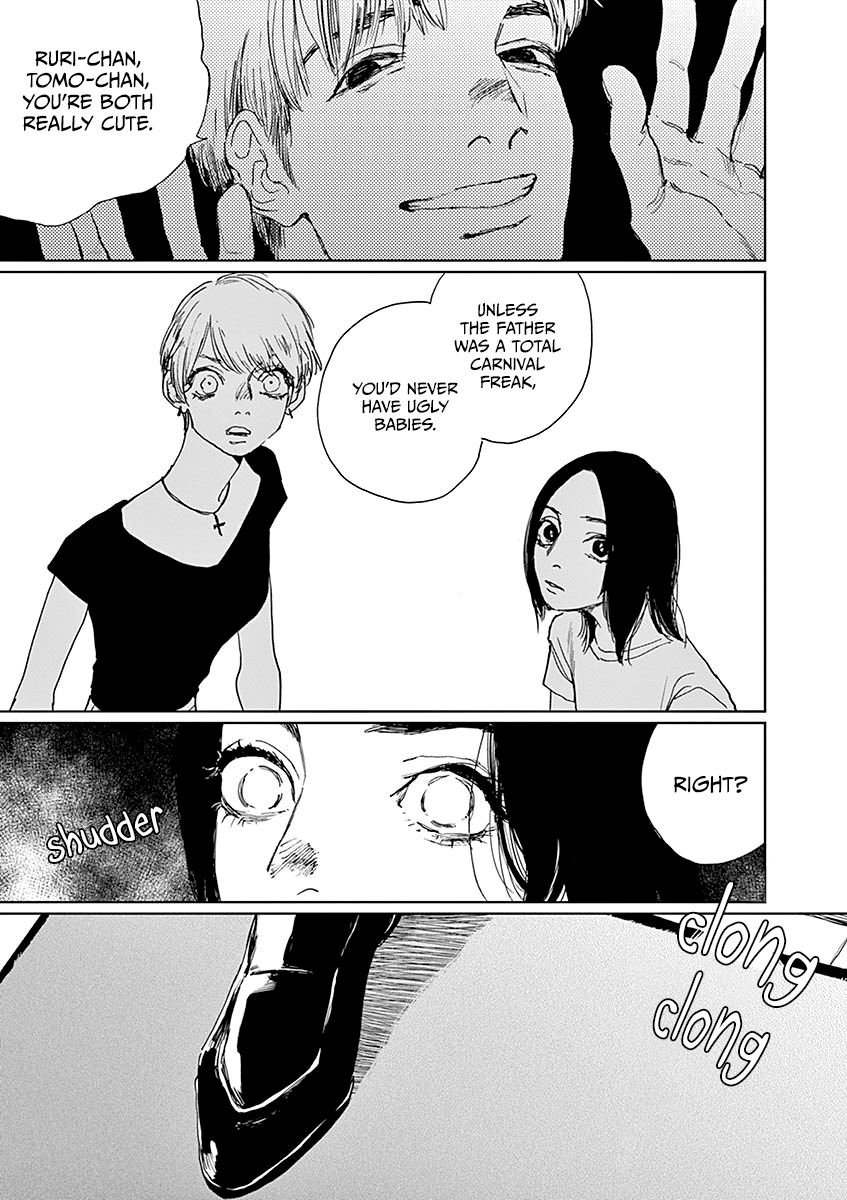 RURI-CHAN,
TOMO-CHAN,
YOU'RE BOTH
REALLY CUTE.
UNLESS
THE FATHER
WAS A TOTAL
CARNIVAL
FREAK,
YOU'D NEVER
HAVE UGLY
BABIES.
RIGHT?
shudder
clong
clong